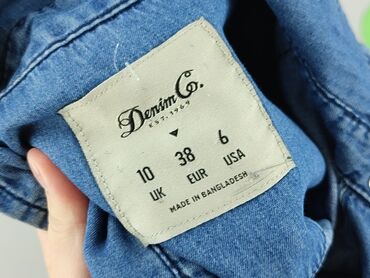 Denim Co.
EST. 1969
10 38 6
UK EUR USA
MADE IN BANGLADESH